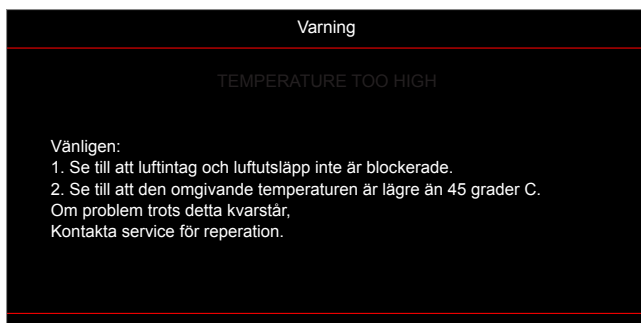 Varning
TEMPERATURE TOO HIGH
Vänligen:
1. Se till att luftintag och luftutsläpp inte är blockerade.
2. Se till att den omgivande temperaturen är lägre än 45 grader C.
Om problem trots detta kvarstår,
Kontakta service för reperation.